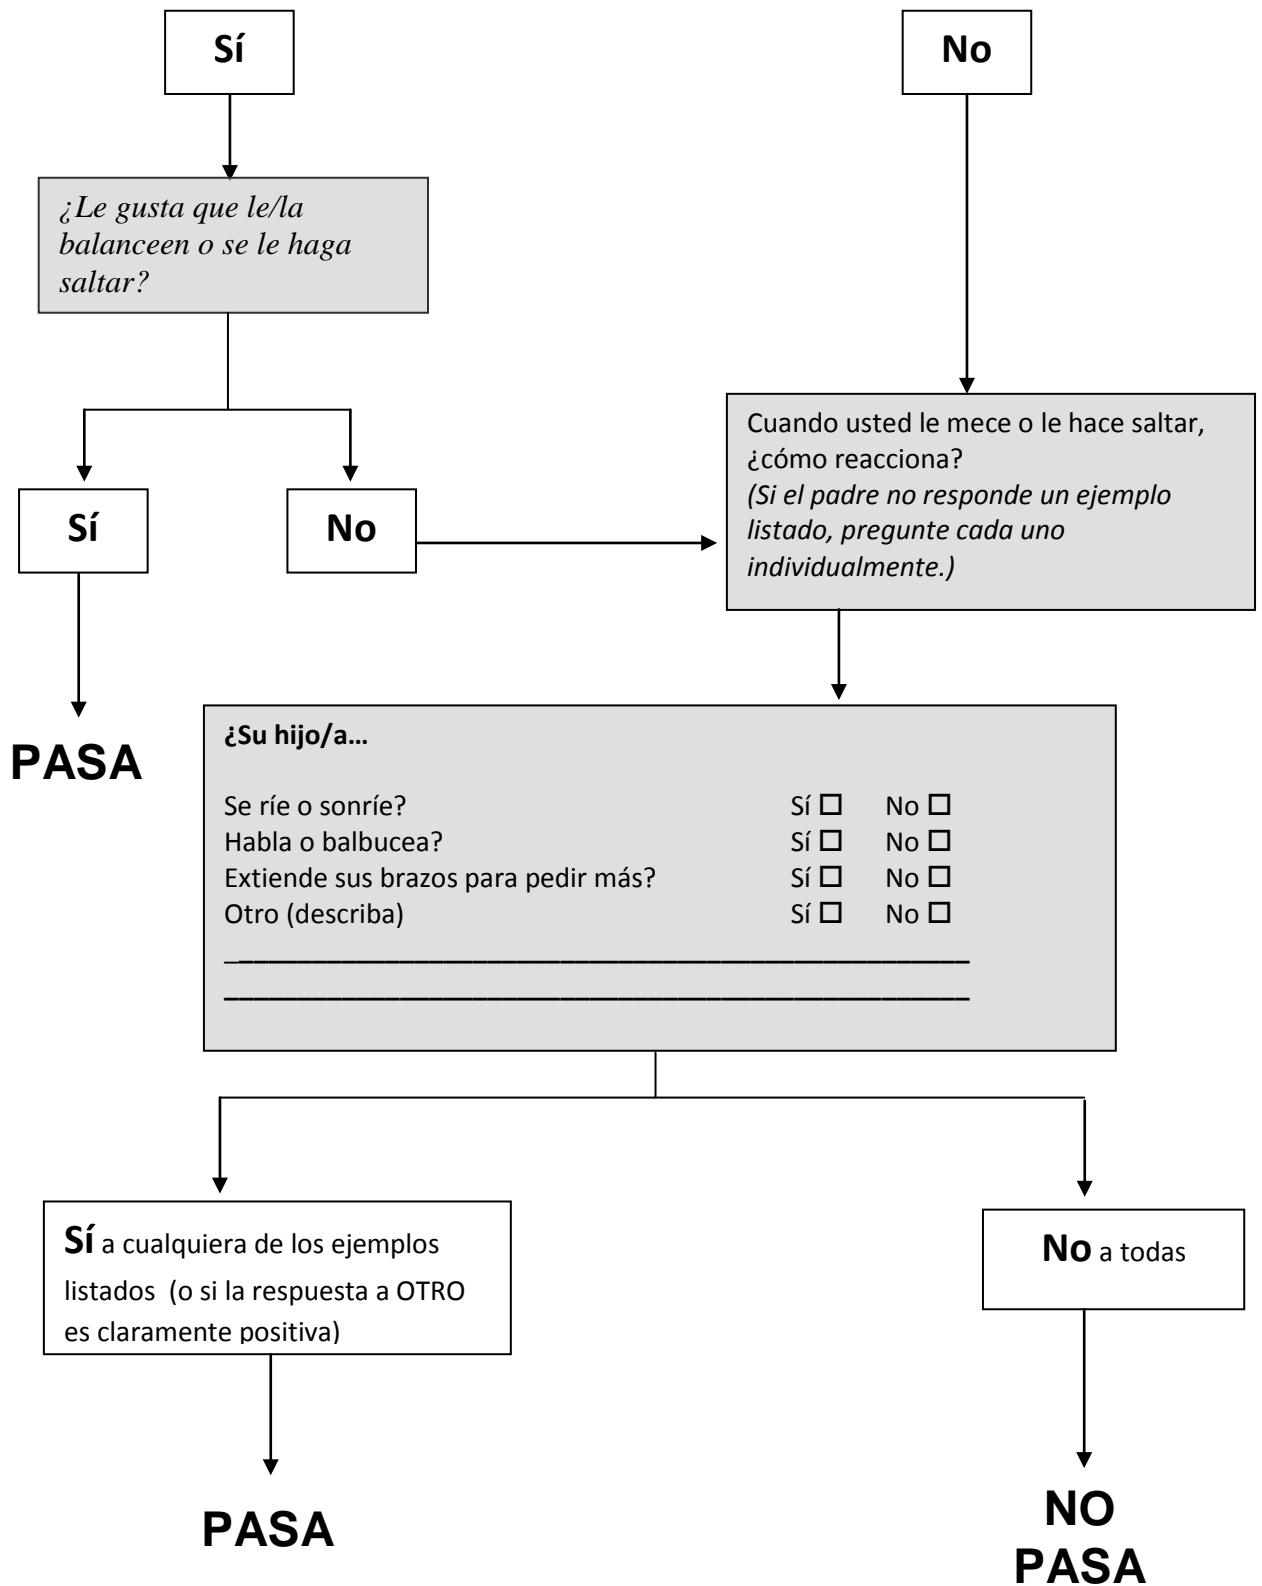 Sí
No
¿Le gusta que le/la
balanceen o se le haga
saltar?
Cuando usted le mece o le hace saltar,
¿cómo reacciona?
(Si el padre no responde un ejemplo
listado, pregunte cada uno
individualmente.)
Sí
No
PASA
¿Su hijo/a...
Se ríe o sonríe? Sí ☐ No ☐
Habla o balbucea? Sí ☐ No ☐
Extiende sus brazos para pedir más? Sí ☐ No ☐
Otro (describa) Sí ☐ No ☐
Sí a cualquiera de los ejemplos
listados (o si la respuesta a OTRO
es claramente positiva)
No a todas
PASA
NO
PASA